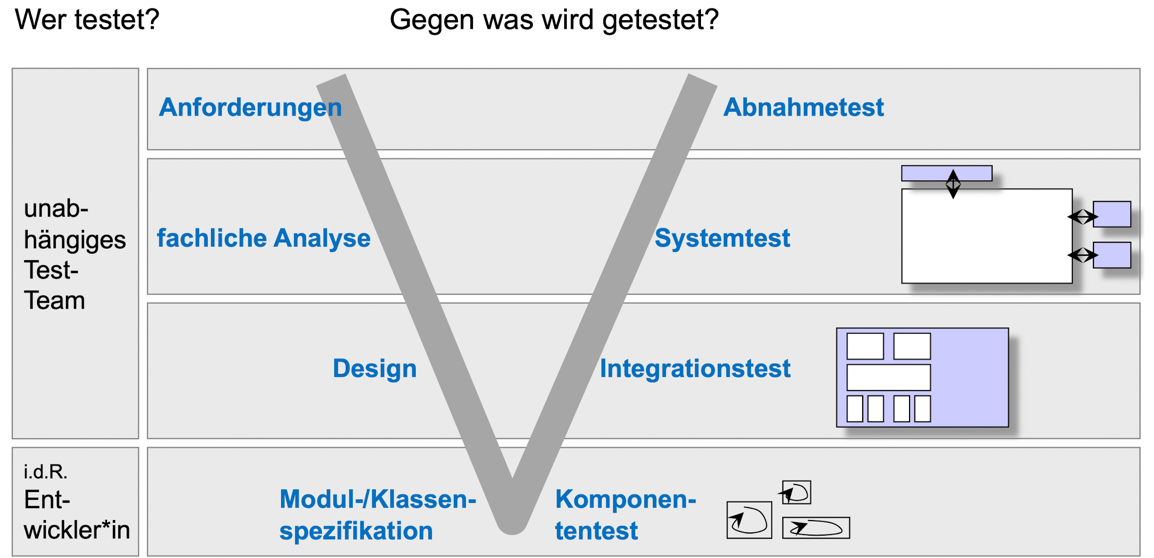 Wer testet?
Gegen was wird getestet?
Anforderungen
Abnahmetest
unab-
hängiges
Test-
Team
fachliche Analyse
Systemtest
Design
Integrationstest
i.d.R.
Ent-
wickler*in
Modul-/Klassen-
spezifikation
Komponen-
tentest